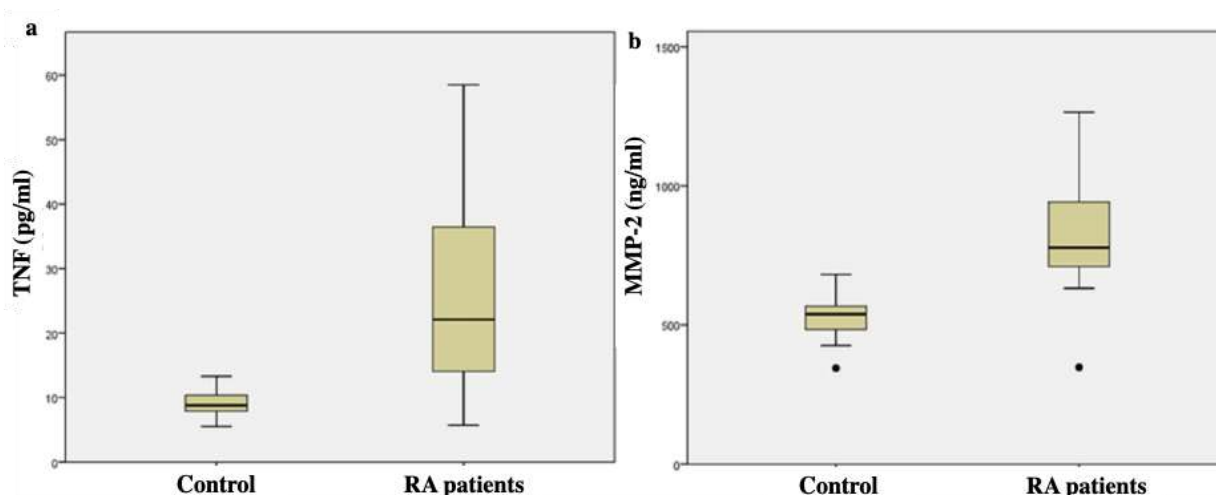 a
TNF (pg/ml)
60
50
40
30
20
10
0
Control RA patients
b
MMP-2 (ng/ml)
1500
1000
500
0
Control RA patients